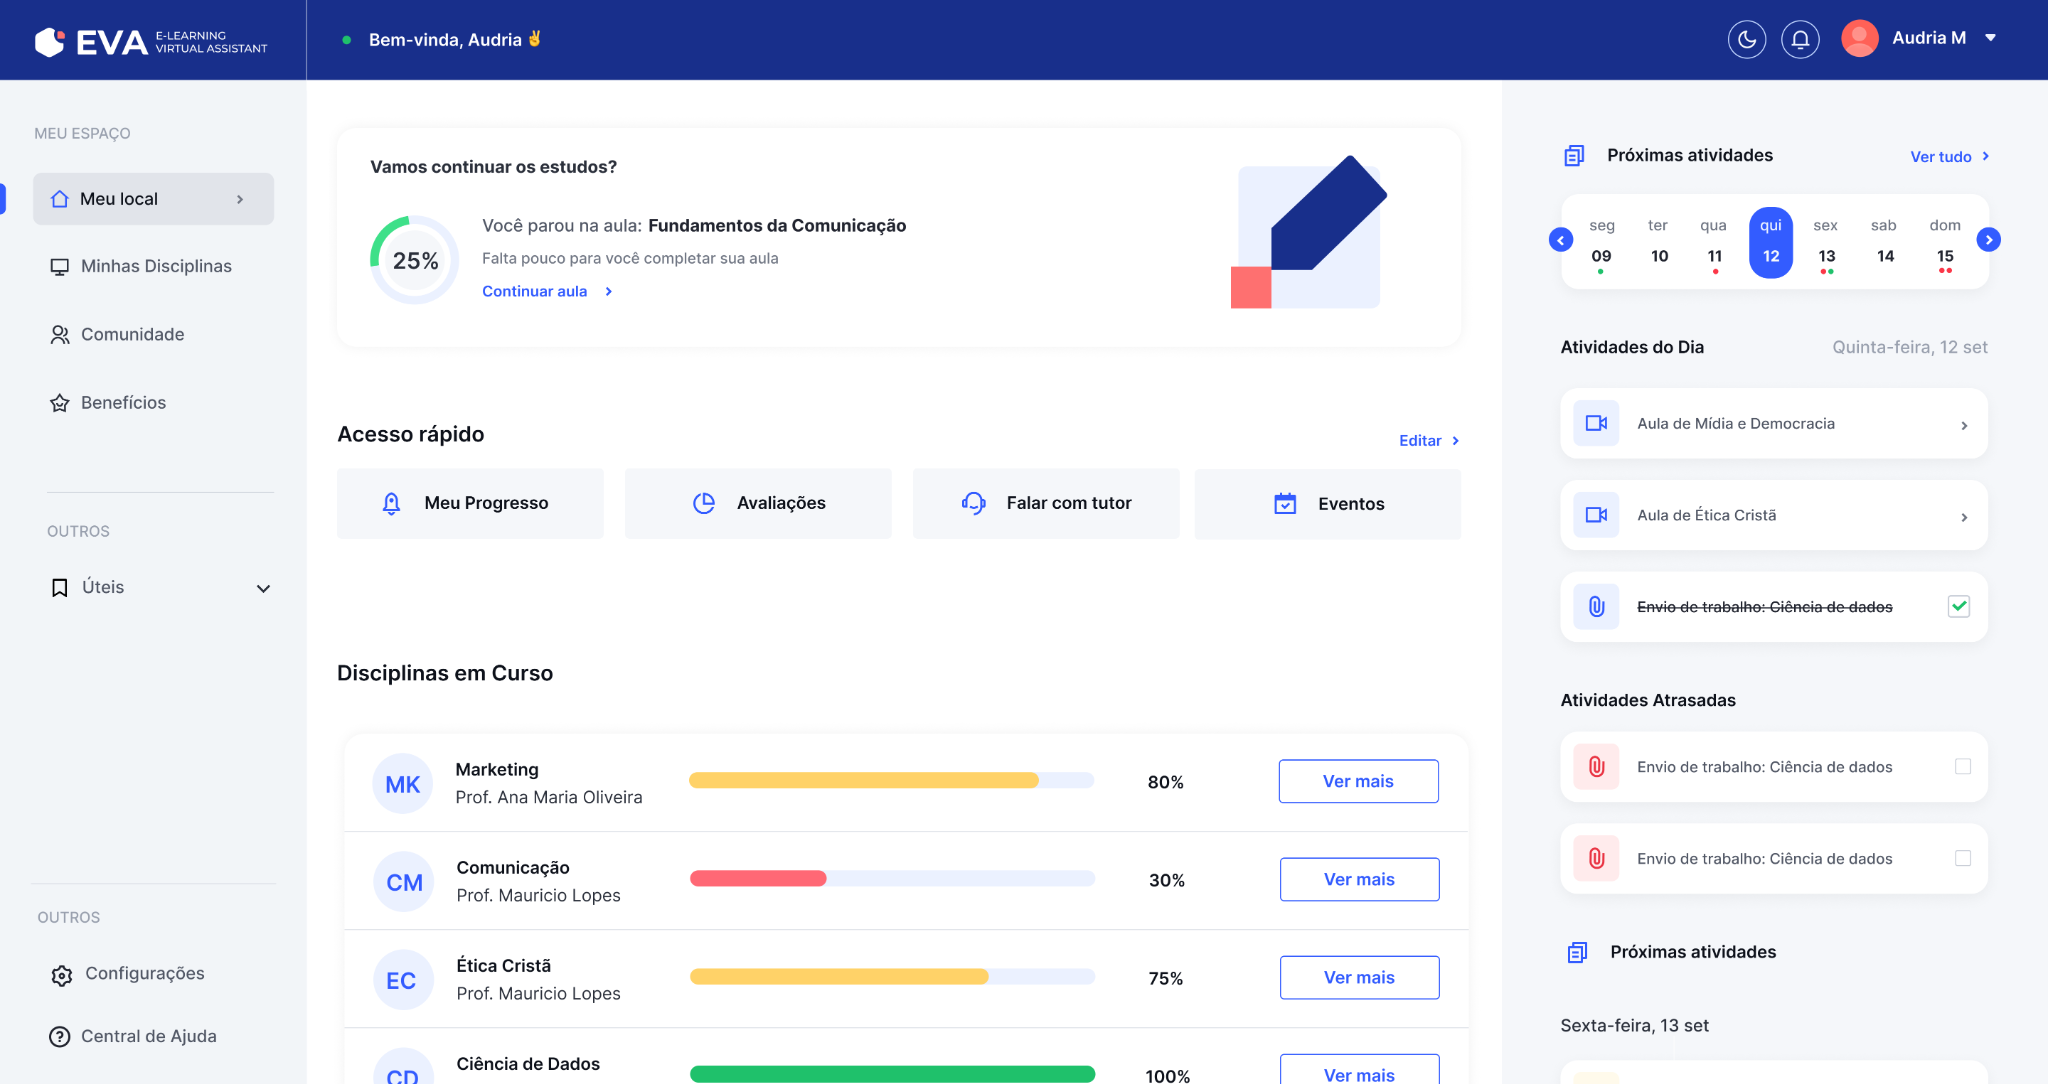 EVA E-LEARNING
VIRTUAL ASSISTANT
Bem-vinda, Audria ✌
Audria M
MEU ESPAÇO
Meu local
Minhas Disciplinas
Comunidade
Benefícios
OUTROS
Úteis
OUTROS
Configurações
Central de Ajuda
Vamos continuar os estudos?
25%
Você parou na aula: Fundamentos da Comunicação
Falta pouco para você completar sua aula
Continuar aula
Acesso rápido
Editar
Meu Progresso
Avaliações
Falar com tutor
Eventos
Disciplinas em Curso
MK
Marketing
Prof. Ana Maria Oliveira
80%
Ver mais
CM
Comunicação
Prof. Mauricio Lopes
30%
Ver mais
EC
Ética Cristã
Prof. Mauricio Lopes
75%
Ver mais
CD
Ciência de Dados
100%
Ver mais
Próximas atividades
Ver tudo
seg ter qua qui sex sab dom
09 10 11 12 13 14 15
Atividades do Dia
Quinta-feira, 12 set
Aula de Mídia e Democracia
Aula de Ética Cristã
Envio de trabalho: Ciência de dados
Atividades Atrasadas
Envio de trabalho: Ciência de dados
Envio de trabalho: Ciência de dados
Próximas atividades
Sexta-feira, 13 set